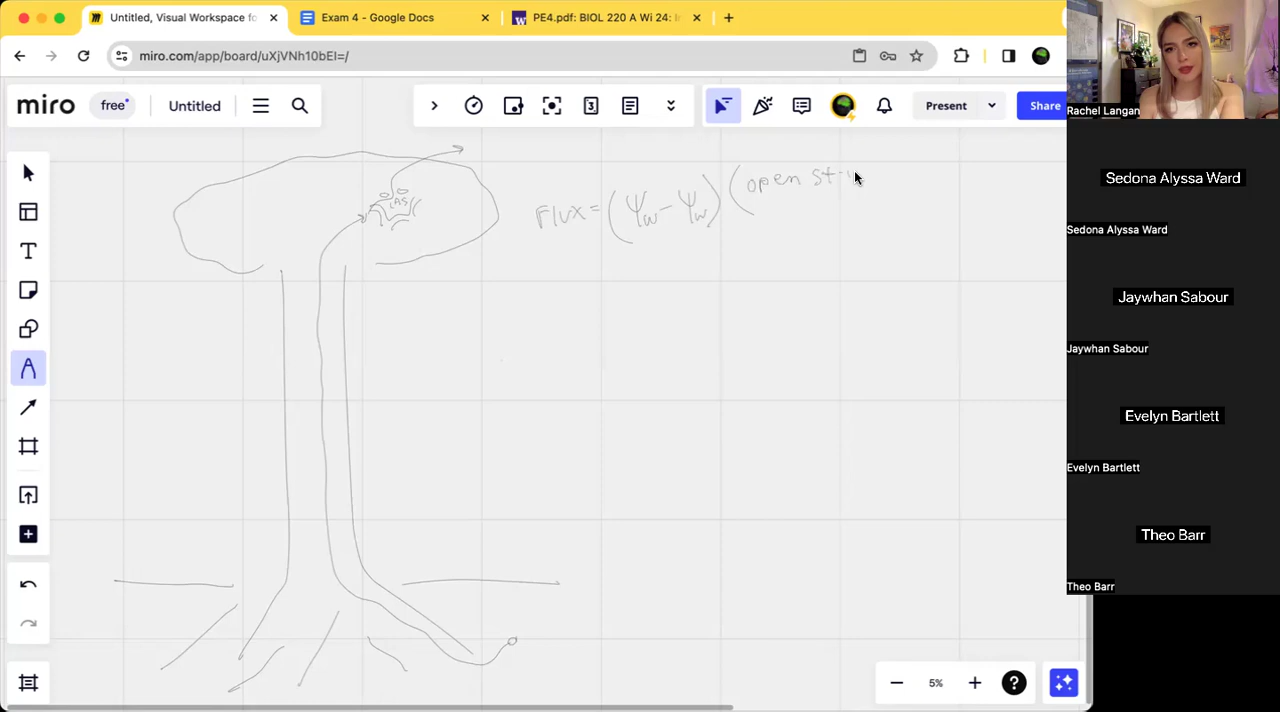 Untitled, Visual Workspace fo
Exam 4 - Google Docs
PE4.pdf: BIOL 220 A Wi 24: I
miro.com/app/board/uXjVNh10bEI=/
miro
free
Untitled
3
Present
Share
Rachel Langan
Sedona Alyssa Ward
Sedona Alyssa Ward
Jaywhan Sabour
Jaywhan Sabour
Evelyn Bartlett
Evelyn Bartlett
Theo Barr
Theo Barr
AS
Flux = (Ψw - Ψw) (open st
5%